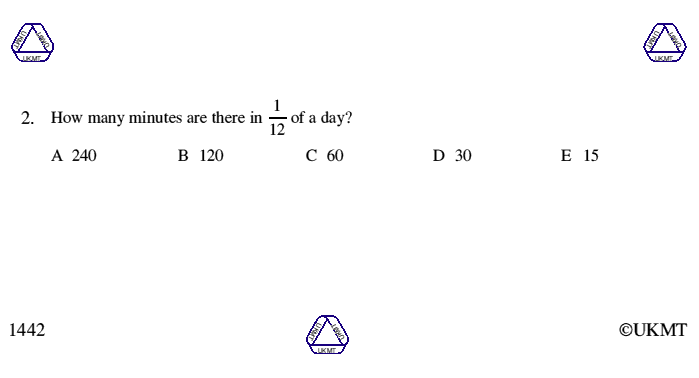 UKMT UKMT UKMT
UKMT UKMT UKMT
2. How many minutes are there in 1/12 of a day?
A 240 B 120 C 60 D 30 E 15
1442
UKMT UKMT UKMT
©UKMT